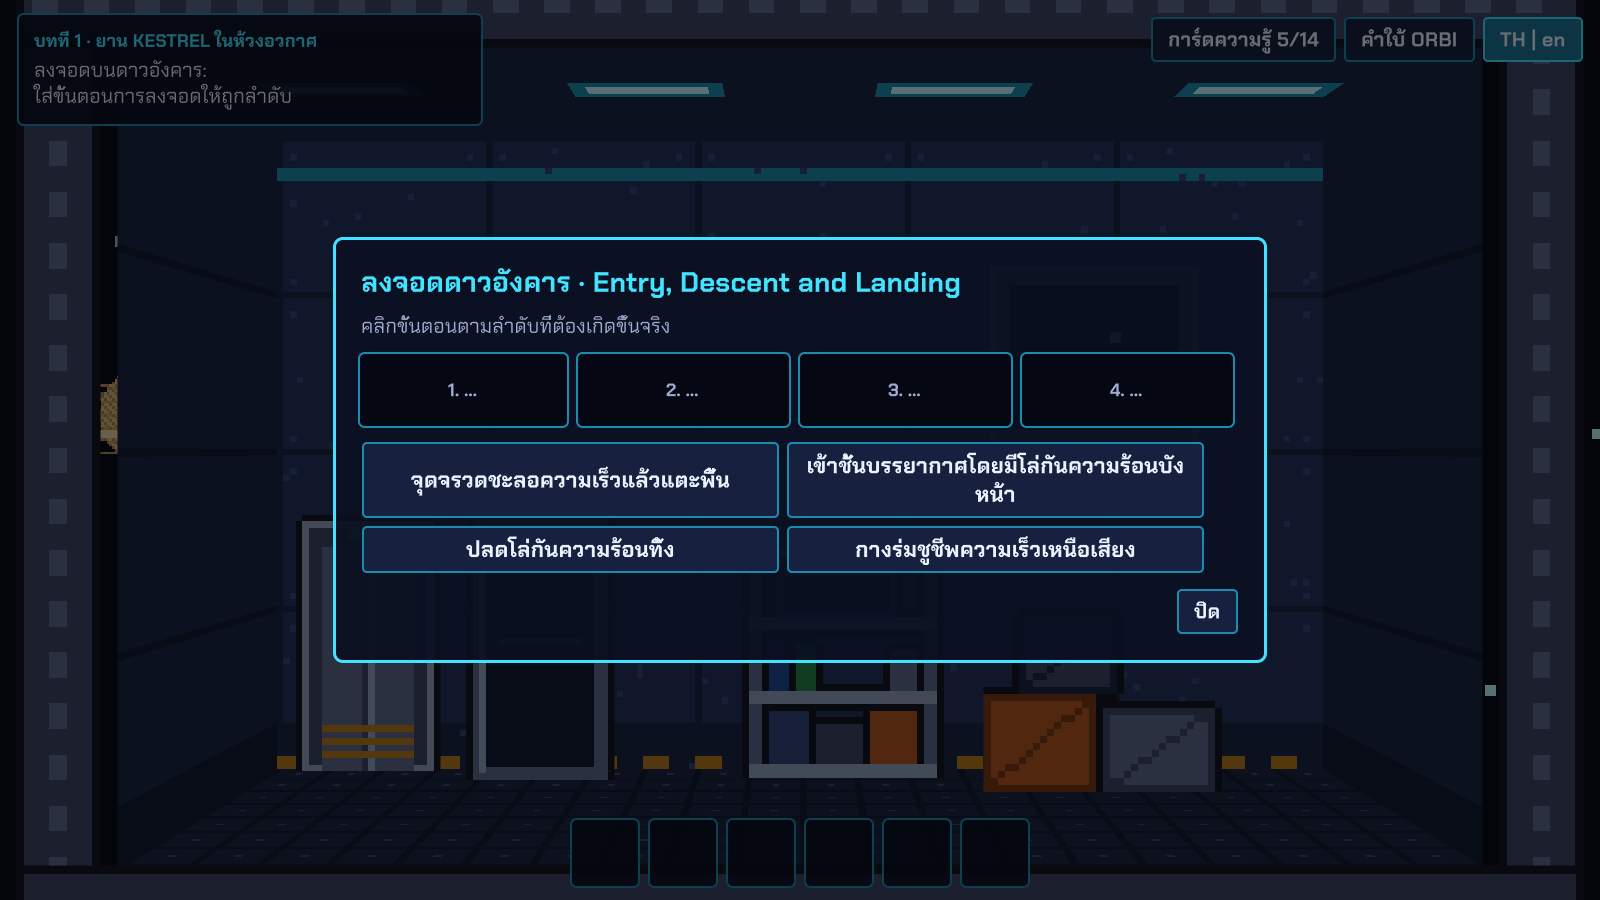 บทที่ 1 · ยาน KESTREL ในห้วงอวกาศ
ลงจอดบนดาวอังคาร:
ใส่ขั้นตอนการลงจอดให้ถูกลำดับ
การ์ดความรู้ 5/14
คำใบ้ ORBI
TH | en
ลงจอดดาวอังคาร · Entry, Descent and Landing
คลิกขั้นตอนตามลำดับที่ต้องเกิดขึ้นจริง
1. ...
2. ...
3. ...
4. ...
จุดจรวดชะลอความเร็วแล้วแตะพื้น
เข้าชั้นบรรยากาศโดยมีโล่กันความร้อนบัง
หน้า
ปลดโล่กันความร้อนทิ้ง
กางร่มชูชีพความเร็วเหนือเสียง
ปิด